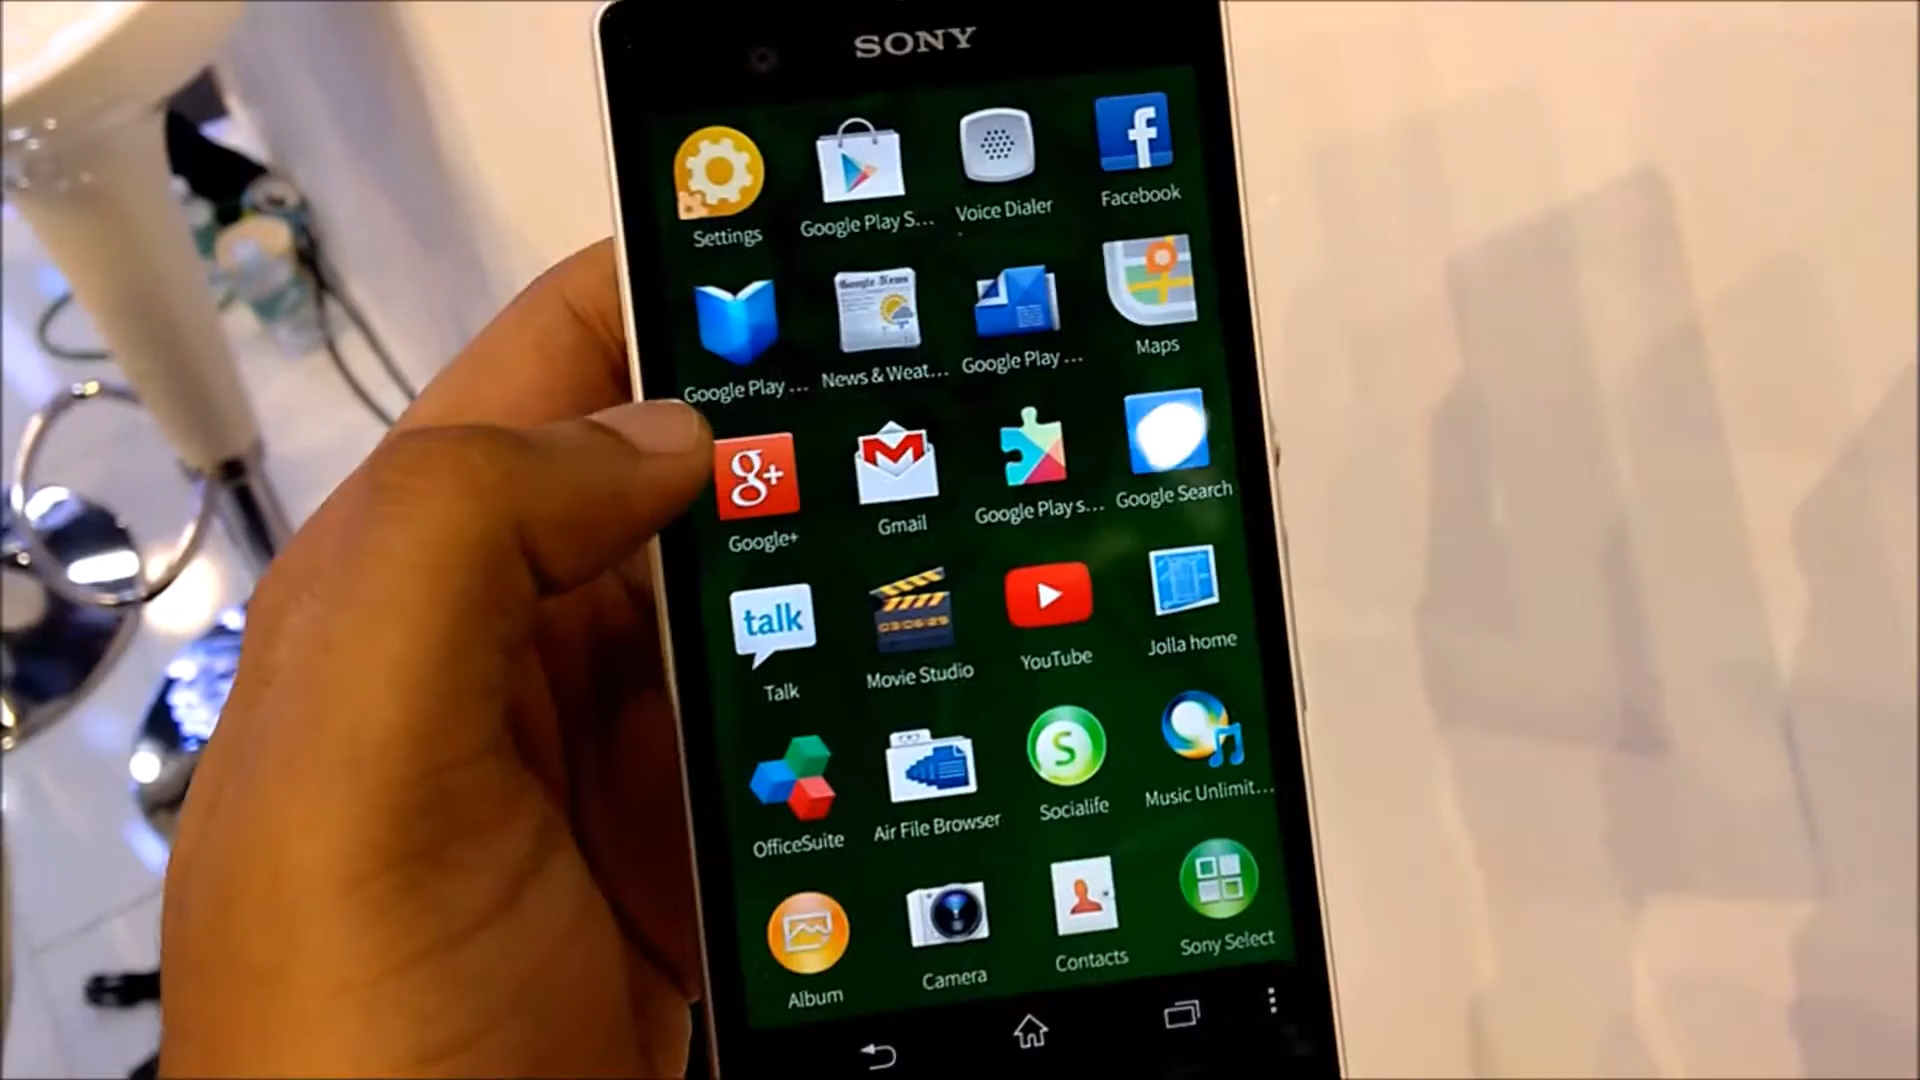 SONY
Settings
Google Play S...
Voice Dialer
Facebook
Google Play ...
Google News
News & Weat...
Google Play ...
Maps
g+
Google+
Gmail
Google Play s...
Google Search
talk
Talk
Movie Studio
YouTube
Jolla home
OfficeSuite
Air File Browser
S
Socialife
Music Unlimit...
Album
Camera
Contacts
Sony Select